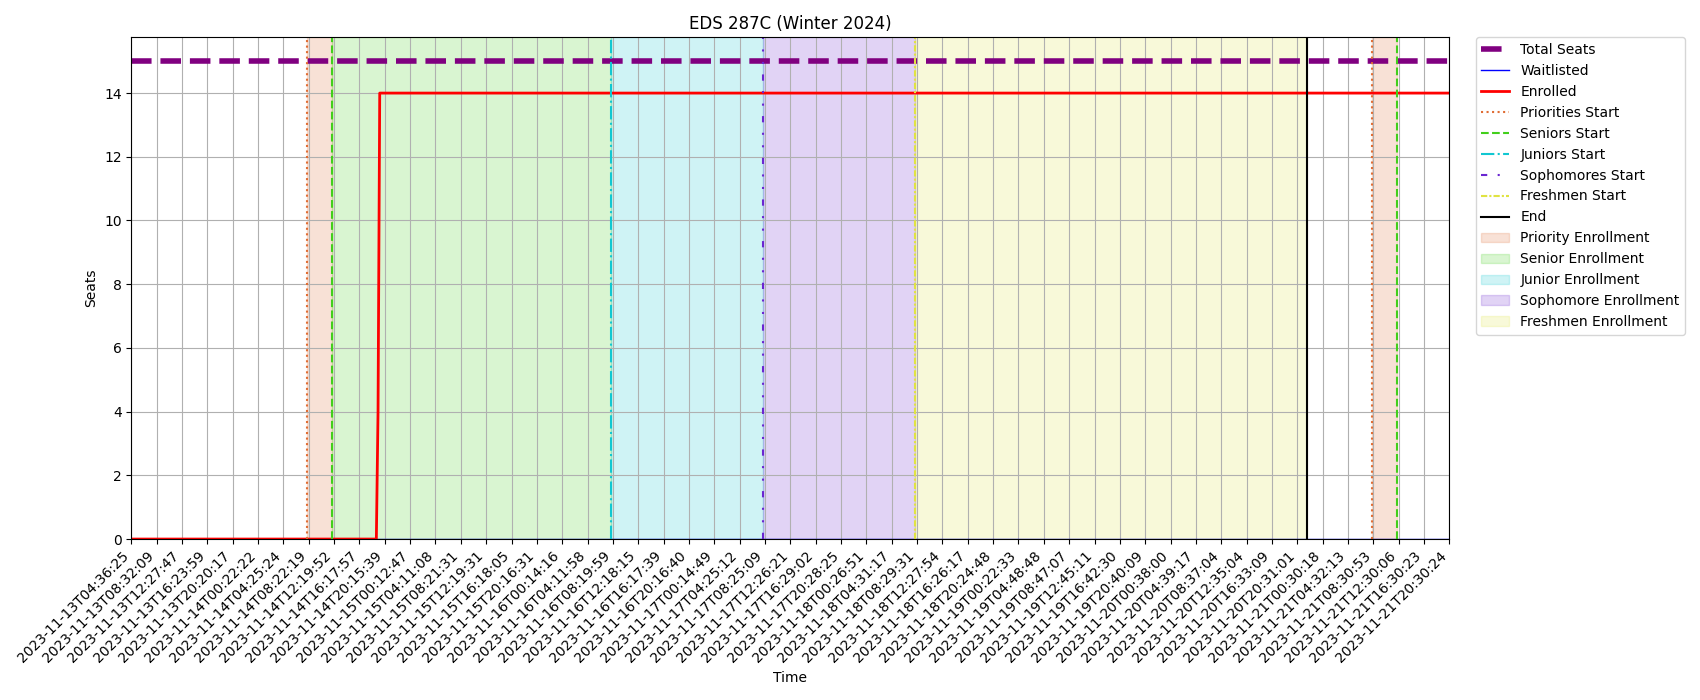 EDS 287C (Winter 2024)
Seats
14
12
10
8
6
4
2
0
2023-11-13T04:36:25
2023-11-13T08:32:09
2023-11-13T12:27:47
2023-11-13T16:23:59
2023-11-13T20:20:17
2023-11-14T00:22:22
2023-11-14T04:25:24
2023-11-14T08:22:19
2023-11-14T12:19:52
2023-11-14T16:17:57
2023-11-14T20:15:39
2023-11-15T00:12:47
2023-11-15T04:11:08
2023-11-15T08:21:31
2023-11-15T12:19:31
2023-11-15T16:18:05
2023-11-15T20:16:31
2023-11-16T00:14:16
2023-11-16T04:11:58
2023-11-16T08:19:59
2023-11-16T12:18:15
2023-11-16T16:17:39
2023-11-16T20:16:40
2023-11-17T00:14:49
2023-11-17T04:25:12
2023-11-17T08:25:09
2023-11-17T12:26:21
2023-11-17T16:29:02
2023-11-17T20:28:25
2023-11-18T00:26:51
2023-11-18T04:31:17
2023-11-18T08:29:31
2023-11-18T12:27:54
2023-11-18T16:26:17
2023-11-18T20:24:48
2023-11-19T00:22:33
2023-11-19T04:48:48
2023-11-19T08:47:07
2023-11-19T12:45:11
2023-11-19T16:42:30
2023-11-19T20:40:09
2023-11-20T00:38:00
2023-11-20T04:39:17
2023-11-20T08:37:04
2023-11-20T12:35:04
2023-11-20T16:33:09
2023-11-20T20:31:01
2023-11-21T00:30:18
2023-11-21T04:32:13
2023-11-21T08:30:53
2023-11-21T12:30:06
2023-11-21T16:30:23
2023-11-21T20:30:24
Time
Total Seats
Waitlisted
Enrolled
Priorities Start
Seniors Start
Juniors Start
Sophomores Start
Freshmen Start
End
Priority Enrollment
Senior Enrollment
Junior Enrollment
Sophomore Enrollment
Freshmen Enrollment